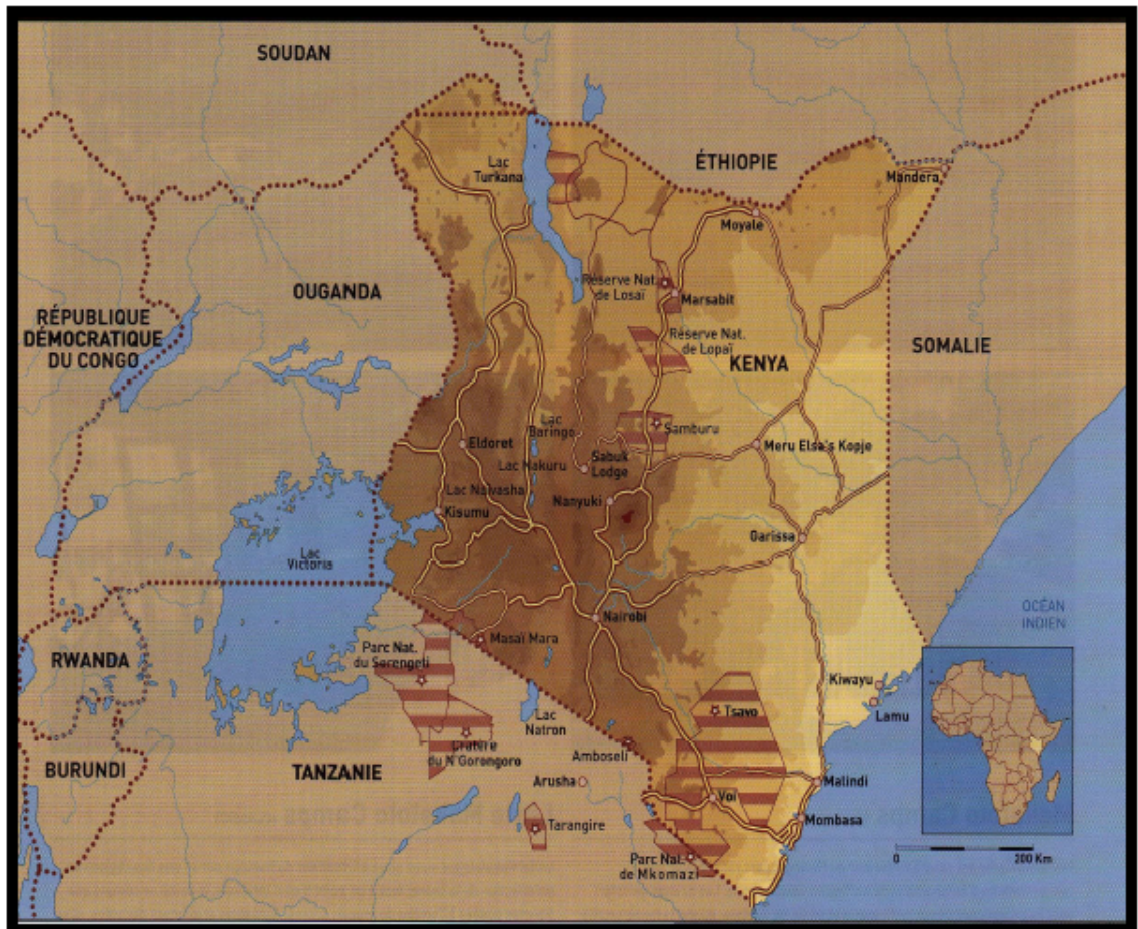 SOUDAN
ÉTHIOPIE
Mandera
Lac
Turkana
Moyale
OUGANDA
RÉPUBLIQUE
DÉMOCRATIQUE
DU CONGO
Réserve Nat.
de Losaï
Marsabit
Réserve Nat.
de Lopaï
KENYA
SOMALIE
Lac
Baringo
Samburu
Eldoret
Meru Elsa's Kopje
Lac Nakuru
Sabuk
Lodge
Lac Naivasha
Nanyuki
Kisumu
Garissa
Lac
Victoria
OCÉAN
INDIEN
Nairobi
Masaï Mara
RWANDA
Parc Nat.
du Serengeli
Kiwayu
Lamu
Tsavo
Lac
Natron
Cratère
du N'Gorongoro
Amboseli
BURUNDI
TANZANIE
Arusha
Malindi
Voi
Mombasa
Tarangire
Parc Nat.
de Mkomazi
0
200 Km